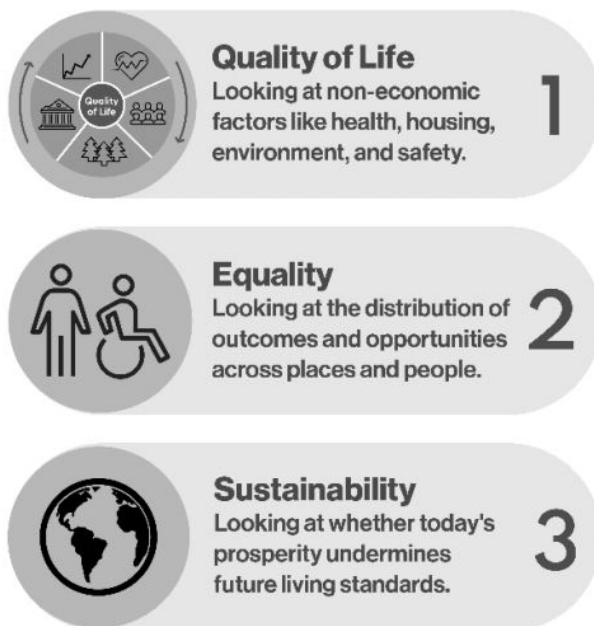 Quality of Life
Looking at non-economic
factors like health, housing,
environment, and safety.
1
Quality
of Life
Equality
Looking at the distribution of
outcomes and opportunities
across places and people.
2
Sustainability
Looking at whether today's
prosperity undermines
future living standards.
3